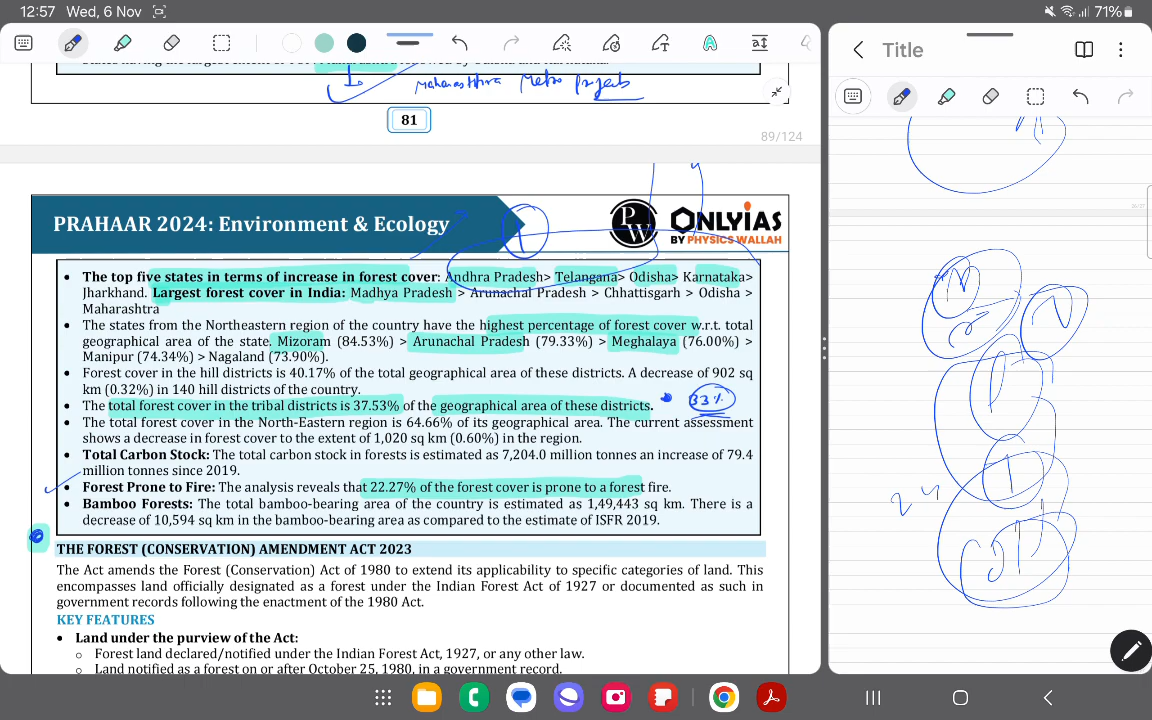 12:57 Wed, 6 Nov
71%
Maharashtra Metro projects
81
89/124
PRAHAAR 2024: Environment & Ecology
1
PW
ONLYIAS
BY PHYSICS WALLAH
• The top five states in terms of increase in forest cover: Andhra Pradesh> Telangana> Odisha> Karnataka>
Jharkhand. Largest forest cover in India: Madhya Pradesh > Arunachal Pradesh > Chhattisgarh > Odisha >
Maharashtra
• The states from the Northeastern region of the country have the highest percentage of forest cover w.r.t. total
geographical area of the state. Mizoram (84.53%) > Arunachal Pradesh (79.33%) > Meghalaya (76.00%) >
Manipur (74.34%) > Nagaland (73.90%).
• Forest cover in the hill districts is 40.17% of the total geographical area of these districts. A decrease of 902 sq
km (0.32%) in 140 hill districts of the country.
• The total forest cover in the tribal districts is 37.53% of the geographical area of these districts.
33%
• The total forest cover in the North-Eastern region is 64.66% of its geographical area. The current assessment
shows a decrease in forest cover to the extent of 1,020 sq km (0.60%) in the region.
• Total Carbon Stock: The total carbon stock in forests is estimated as 7,204.0 million tonnes an increase of 79.4
million tonnes since 2019.
• Forest Prone to Fire: The analysis reveals that 22.27% of the forest cover is prone to a forest fire.
• Bamboo Forests: The total bamboo-bearing area of the country is estimated as 1,49,443 sq km. There is a
decrease of 10,594 sq km in the bamboo-bearing area as compared to the estimate of ISFR 2019.
THE FOREST (CONSERVATION) AMENDMENT ACT 2023
The Act amends the Forest (Conservation) Act of 1980 to extend its applicability to specific categories of land. This
encompasses land officially designated as a forest under the Indian Forest Act of 1927 or documented as such in
government records following the enactment of the 1980 Act.
KEY FEATURES
• Land under the purview of the Act:
○ Forest land declared/notified under the Indian Forest Act, 1927, or any other law.
○ Land notified as a forest on or after October 25, 1980, in a government record.
Title